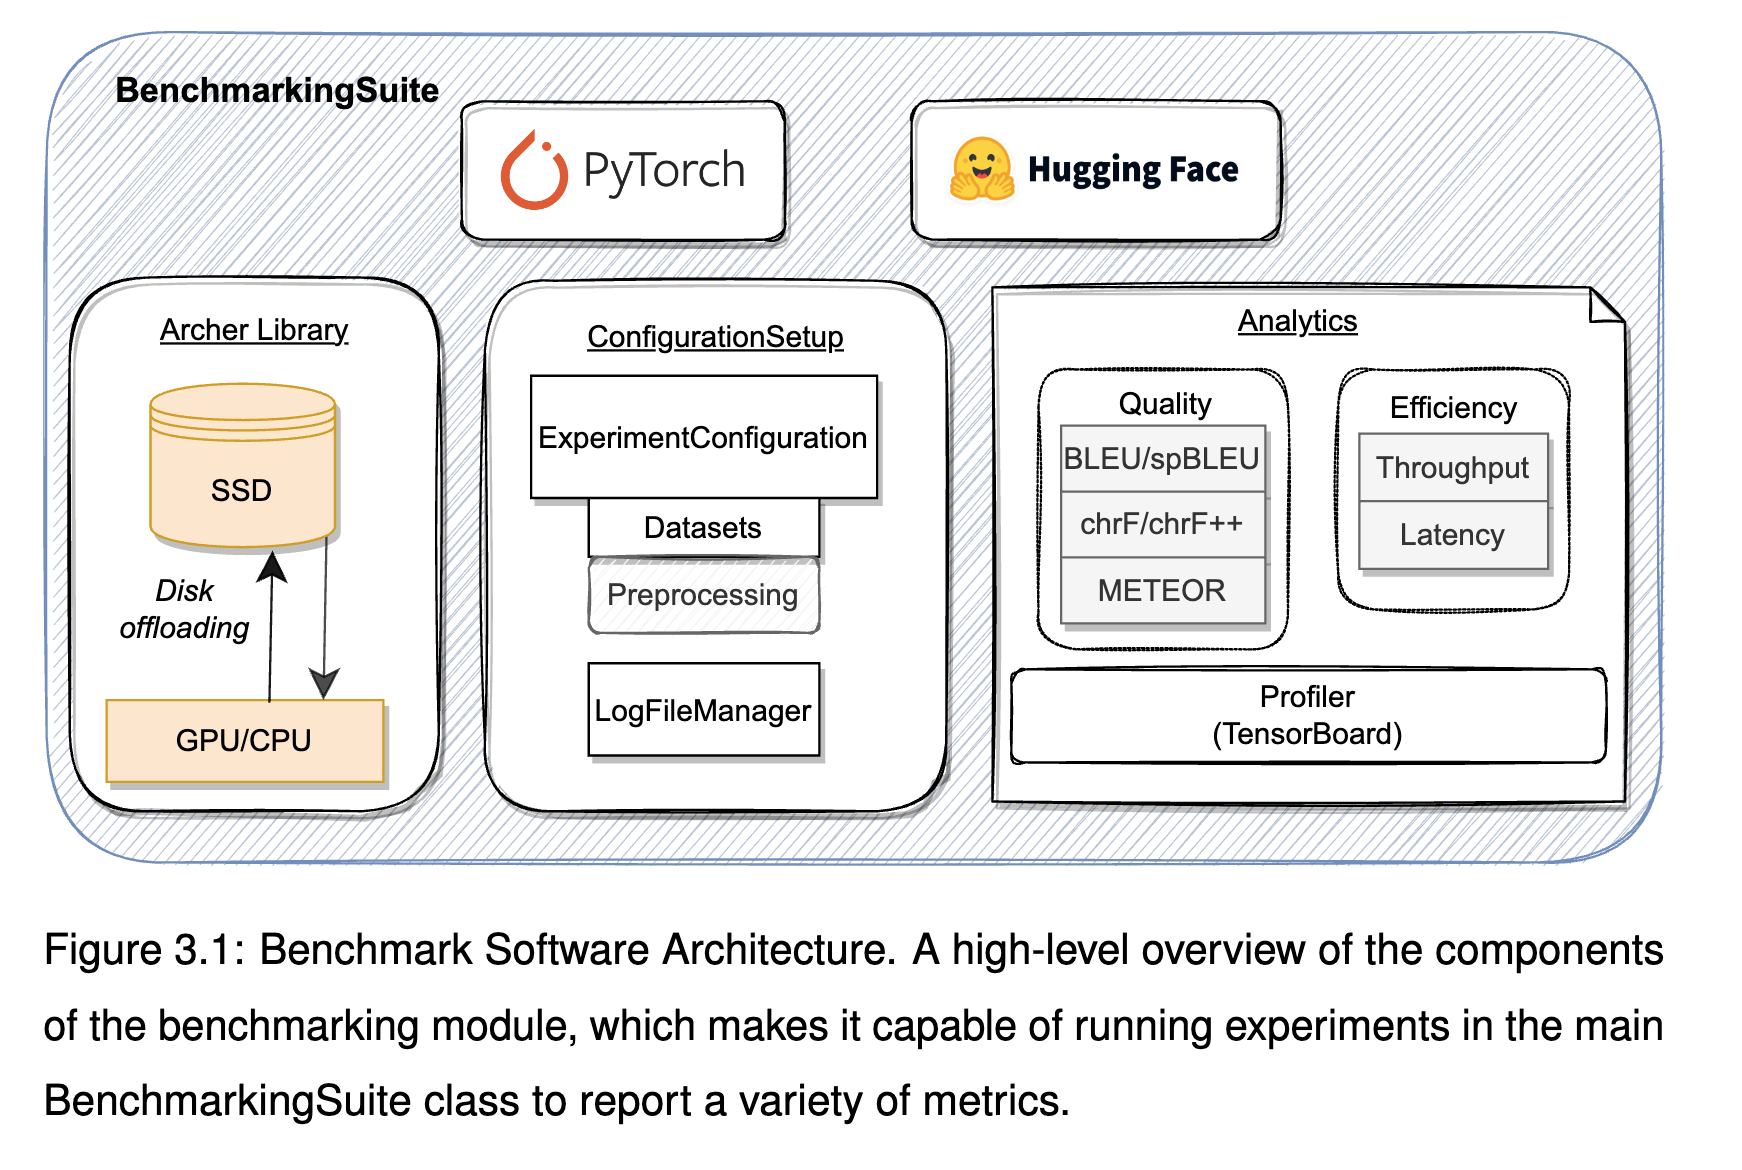 BenchmarkingSuite
PyTorch
Hugging Face
Archer Library
SSD
Disk
offloading
GPU/CPU
ConfigurationSetup
ExperimentConfiguration
Datasets
Preprocessing
LogFileManager
Analytics
Quality
BLEU/spBLEU
chrF/chrF++
METEOR
Efficiency
Throughput
Latency
Profiler
(TensorBoard)
Figure 3.1: Benchmark Software Architecture. A high-level overview of the components
of the benchmarking module, which makes it capable of running experiments in the main
BenchmarkingSuite class to report a variety of metrics.